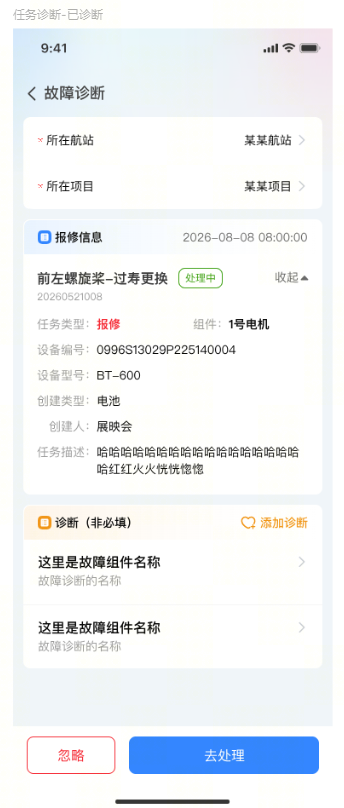 任务诊断-已诊断
9:41
故障诊断
*所在航站 某某航站
*所在项目 某某项目
报修信息 2026-08-08 08:00:00
前左螺旋桨-过寿更换 处理中 收起
20260521008
任务类型: 报修 组件: 1号电机
设备编号: 0996S13029P225140004
设备型号: BT-600
创建类型: 电池
创建人: 展映会
任务描述: 哈哈哈哈哈哈哈哈哈哈哈哈哈哈哈哈哈
哈红红火火恍恍惚惚
诊断（非必填） 添加诊断
这里是故障组件名称
故障诊断的名称
这里是故障组件名称
故障诊断的名称
忽略 去处理